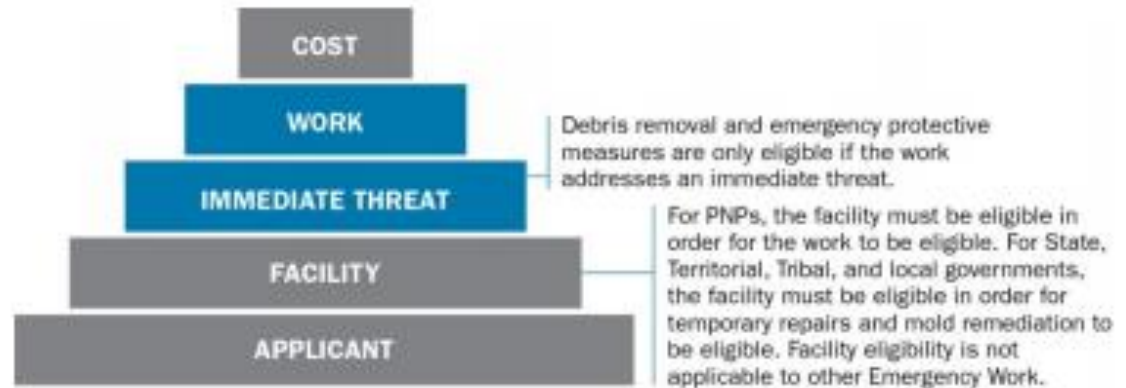 COST
WORK
Debris removal and emergency protective
measures are only eligible if the work
addresses an immediate threat.
IMMEDIATE THREAT
For PNPs, the facility must be eligible in
order for the work to be eligible. For State,
Territorial, Tribal, and local governments,
the facility must be eligible in order for
temporary repairs and mold remediation to
be eligible. Facility eligibility is not
applicable to other Emergency Work.
FACILITY
APPLICANT